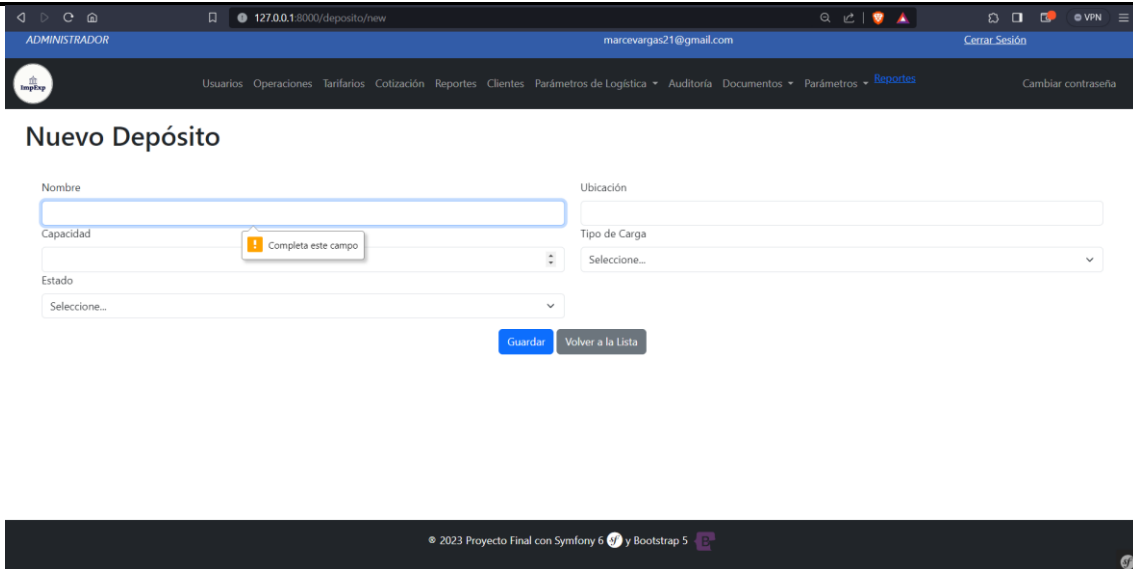 127.0.0.1:8000/deposito/new VPN
ADMINISTRADOR marcevargas21@gmail.com Cerrar Sesión
ImpExp Usuarios Operaciones Tarifarios Cotización Reportes Clientes Parámetros de Logística Auditoría Documentos Parámetros Reportes Cambiar contraseña
Nuevo Depósito
Nombre Ubicación
Completa este campo
Capacidad Tipo de Carga
Seleccione...
Estado
Seleccione...
Guardar Volver a la Lista
® 2023 Proyecto Final con Symfony 6 sf y Bootstrap 5 B
sf